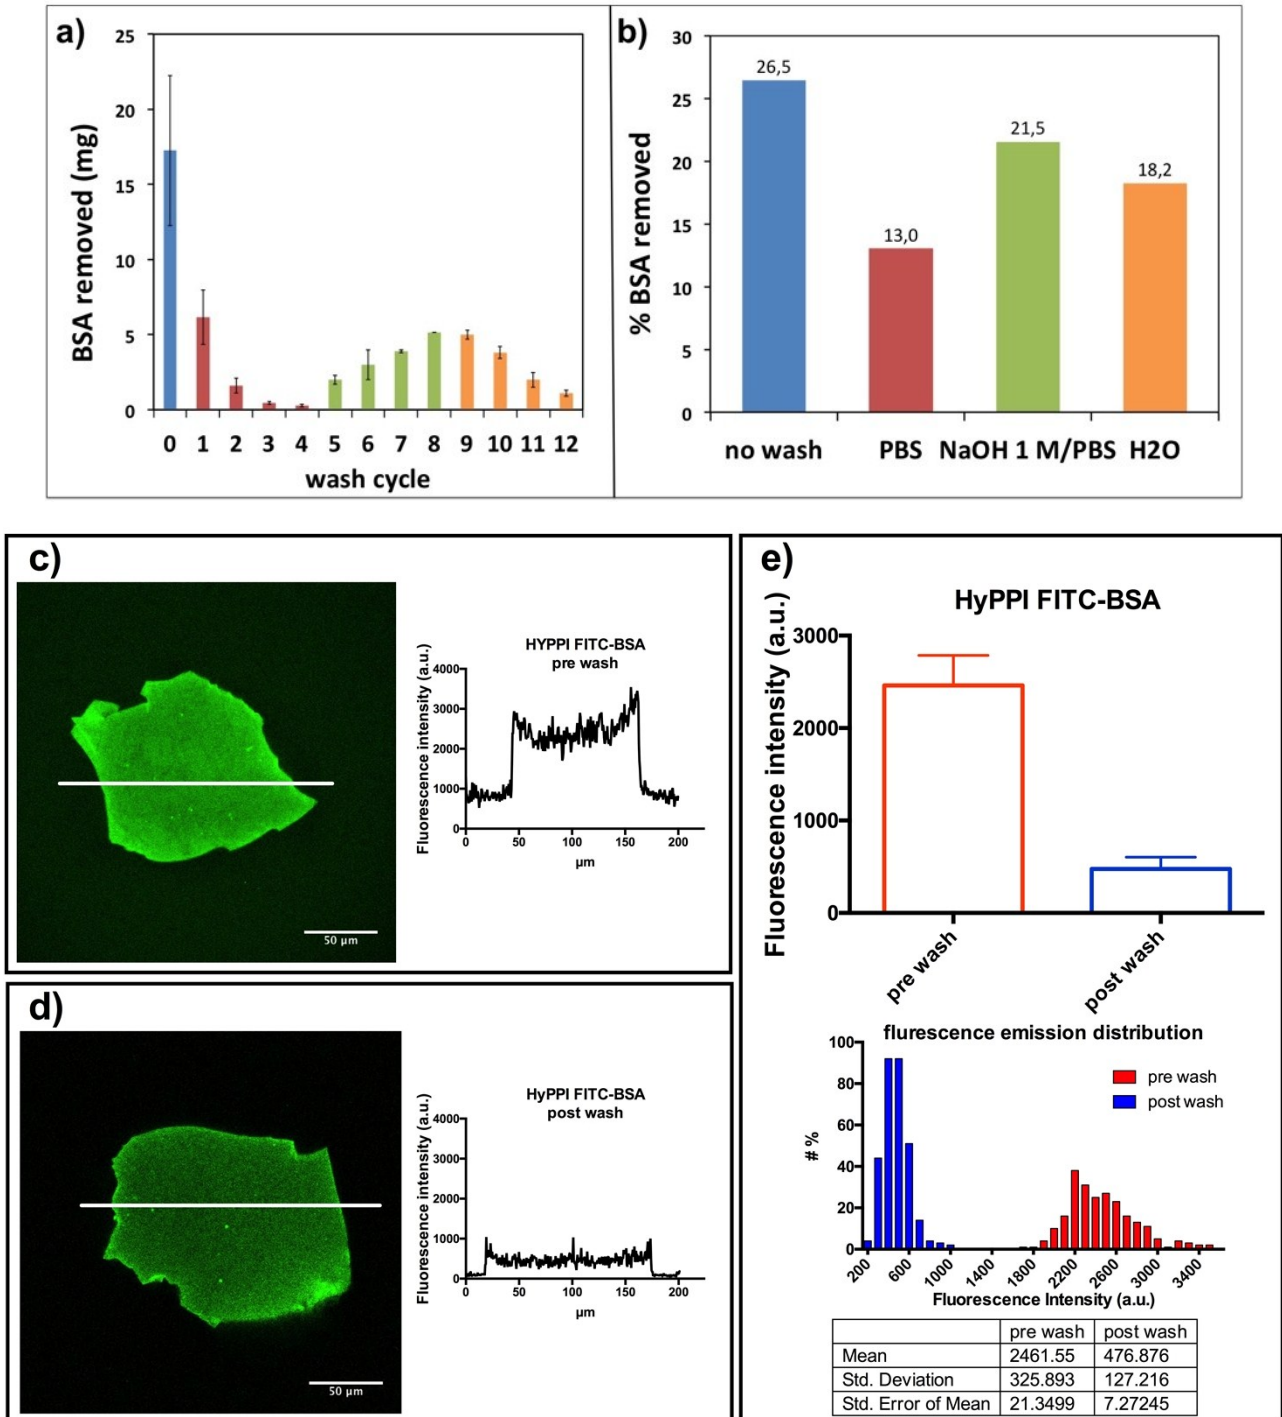 a)
25
20
15
10
5
0
BSA removed (mg)
0 1 2 3 4 5 6 7 8 9 10 11 12
wash cycle
b)
30
25
20
15
10
5
0
% BSA removed
26,5
13,0
21,5
18,2
no wash PBS NaOH 1 M/PBS H2O
c)
50 µm
HYPPI FITC-BSA
pre wash
Fluorescence intensity (a.u.)
4000
3000
2000
1000
0
0 50 100 150 200
µm
d)
50 µm
HyPPI FITC-BSA
post wash
Fluorescence intensity (a.u.)
4000
3000
2000
1000
0
0 50 100 150 200
µm
e)
HyPPI FITC-BSA
Fluorescence intensity (a.u.)
3000
2000
1000
0
pre wash
post wash
flurescence emission distribution
# %
100
80
60
40
20
0
pre wash
post wash
200 600 1000 1400 1800 2200 2600 3000 3400
Fluorescence Intensity (a.u.)
pre wash post wash
Mean 2461.55 476.876
Std. Deviation 325.893 127.216
Std. Error of Mean 21.3499 7.27245